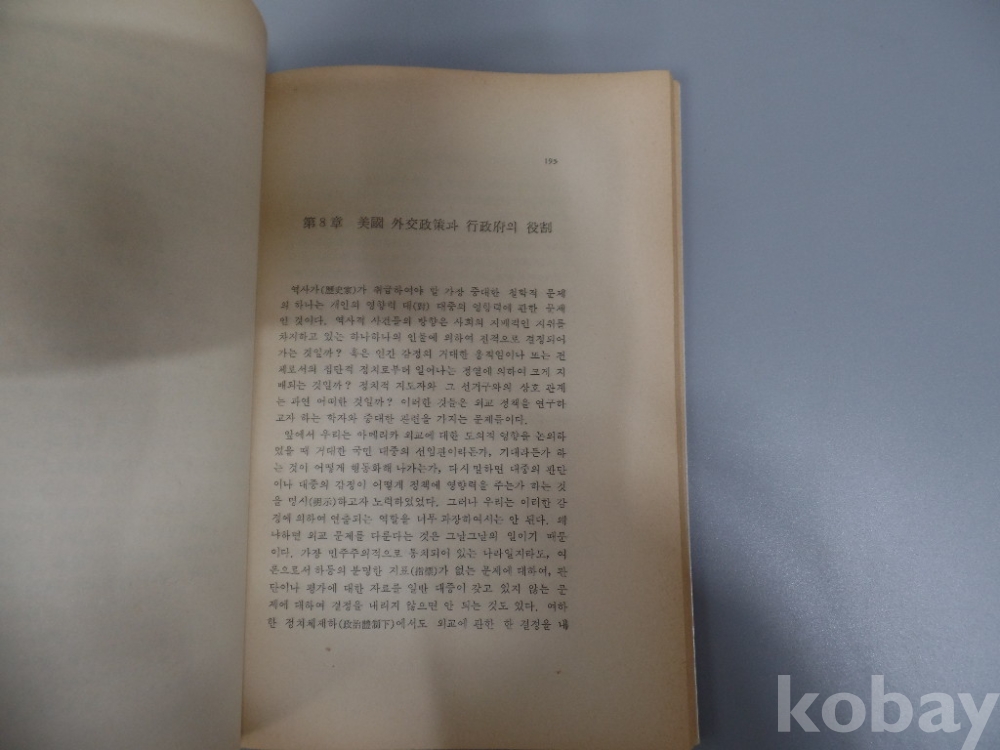 155
第8章 美國 外交政策과 行政府의 役割
역사가(歷史家)가 취급하여야 할 가장 중대한 철학적 문제
의 하나는 개인의 영향력 대(對) 대중의 영향력에 관한 문제
인 것이다. 역사적 사건들의 방향은 사회의 지배적인 지위를
차지하고 있는 하나하나의 인물에 의하여 전적으로 결정되어
가는 것일까? 혹은 인간 감정의 거대한 움직임이나 또는 전
체로서의 집단적 정치로부터 일어나는 정열에 의하여 크게 지
배되는 것일까? 정치적 지도자와 그 선거구와의 상호 관계
는 과연 어떠한 것일까? 이러한 것들은 외교 정책을 연구하
고자 하는 학자와 중대한 관련을 가지는 문제들이다.
앞에서 우리는 아메리카 외교에 대한 도의적 영향을 논의하
였을 때 거대한 국민 대중의 선입관이라든가, 기대라든가 하
는 것이 어떻게 행동화해 나가는가, 다시 말하면 대중의 판단
이나 대중의 감정이 어떻게 정책에 영향력을 주는가 하는 것
을 명시(明示)하고자 노력하였었다. 그러나 우리는 이러한 감
정에 의하여 연출되는 역할을 너무 과장하여서는 안 된다. 왜
냐하면 외교 문제를 다룬다는 것은 그날그날의 일이기 때문
이다. 가장 민주주의적으로 통치되어 있는 나라일지라도, 여
론으로서 하등의 분명한 지표(指標)가 없는 문제에 대하여, 판
단이나 평가에 대한 자료를 일반 대중이 갖고 있지 않는 문
제에 대하여 결정을 내리지 않으면 안 되는 것도 있다. 여하
한 정치체제하(政治體制下)에서도 외교에 관한 한 결정을 내
kobay